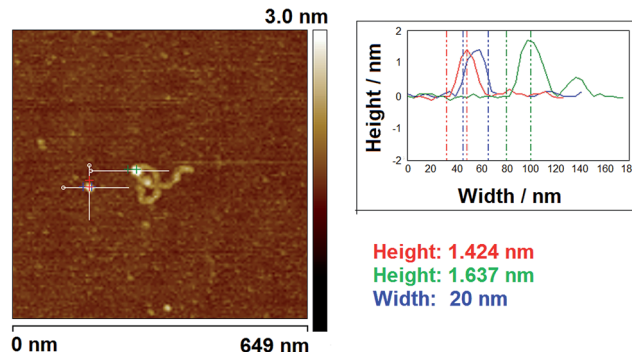 3.0 nm
0 nm
649 nm
Height / nm
2
1
0
1
2
0 20 40 60 80 100 120 140 160 18
Width / nm
Height: 1.424 nm
Height: 1.637 nm
Width: 20 nm